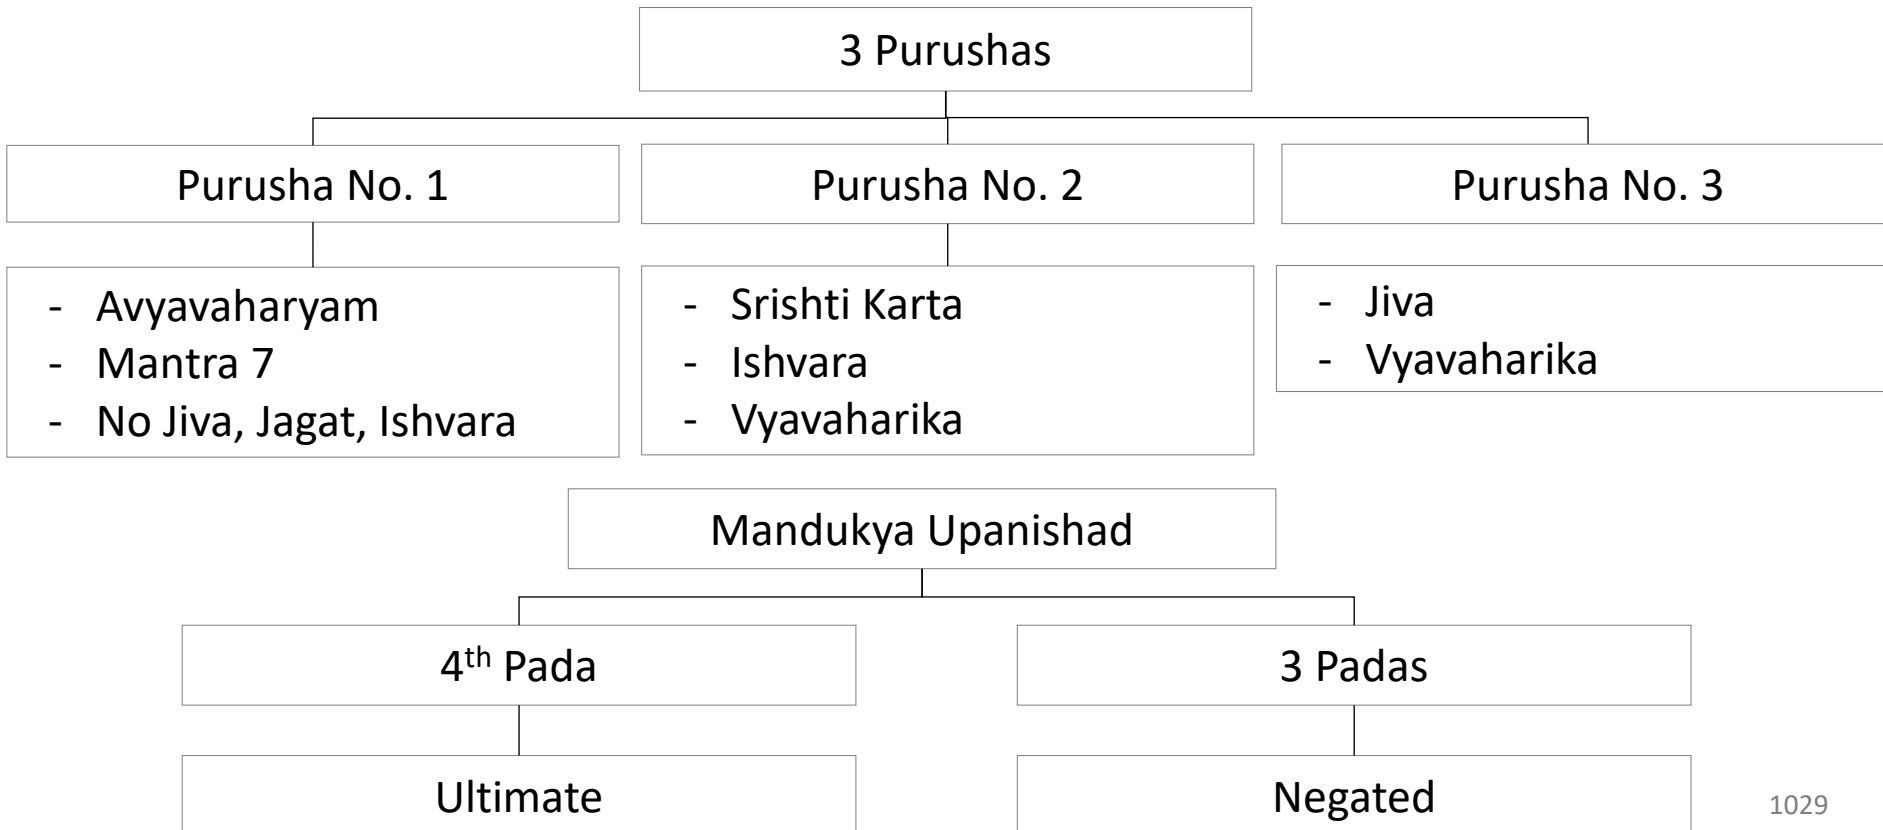 3 Purushas
Purusha No. 1
Purusha No. 2
Purusha No. 3
- Avyavaharyam
- Mantra 7
- No Jiva, Jagat, Ishvara
- Srishti Karta
- Ishvara
- Vyavaharika
- Jiva
- Vyavaharika
Mandukya Upanishad
4th Pada
3 Padas
Ultimate
Negated
1029